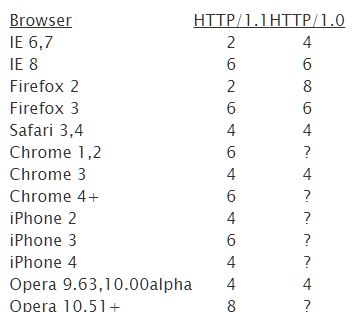 Browser HTTP/1.1 HTTP/1.0
IE 6,7 2 4
IE 8 6 6
Firefox 2 2 8
Firefox 3 6 6
Safari 3,4 4 4
Chrome 1,2 6 ?
Chrome 3 4 4
Chrome 4+ 6 ?
iPhone 2 4 ?
iPhone 3 6 ?
iPhone 4 4 ?
Opera 9.63,10.00alpha 4 4
Opera 10.51+ 8 ?